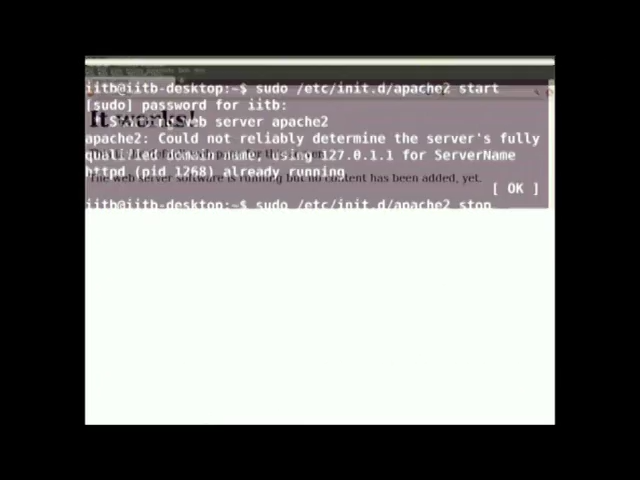 iitb@iitb-desktop:~$ sudo /etc/init.d/apache2 start
[sudo] password for iitb:
It works!
web server apache2
apache2: Could not reliably determine the server's fully
qualified domain name, using 127.0.1.1 for ServerName
httpd (pid 1268) already running
The web server software is running but no content has been added, yet.
[ OK ]
iitb@iitb-desktop:~$ sudo /etc/init.d/apache2 stop